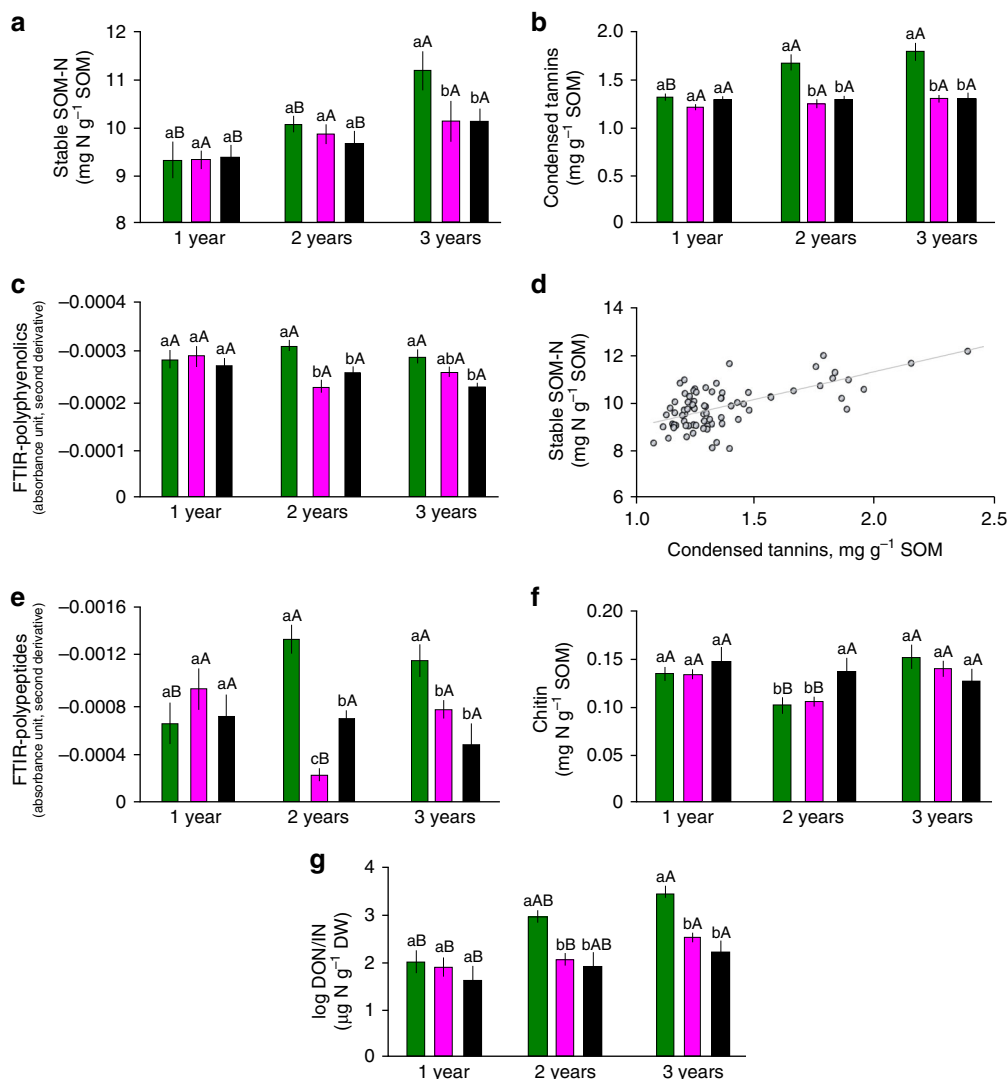 a
Stable SOM-N
(mg N g⁻¹ SOM)
12
11
10
9
8
aB aA aB
aB aA aB
aA bA bA
1 year 2 years 3 years
b
Condensed tannins
(mg g⁻¹ SOM)
2.0
1.5
1.0
0.5
0
aB aA aA
aA bA bA
aA bA bA
1 year 2 years 3 years
c
FTIR-polyphenolics
(absorbance unit, second derivative)
–0.0004
–0.0003
–0.0002
–0.0001
0
aA aA aA
aA bA bA
aA abA bA
1 year 2 years 3 years
d
Stable SOM-N
(mg N g⁻¹ SOM)
14
12
10
8
6
1.0 1.5 2.0 2.5
Condensed tannins, mg g⁻¹ SOM
e
FTIR-polypeptides
(absorbance unit, second derivative)
–0.0016
–0.0012
–0.0008
–0.0004
0
aB aA aA
aA cB bA
aA bA bA
1 year 2 years 3 years
f
Chitin
(mg N g⁻¹ SOM)
0.20
0.15
0.10
0.05
0.00
aA aA aA
bB bB aA
aA aA aA
1 year 2 years 3 years
g
log DON/IN
(µg N g⁻¹ DW)
4
3
2
1
0
aB aB aB
aAB bB bAB
aA bA bA
1 year 2 years 3 years